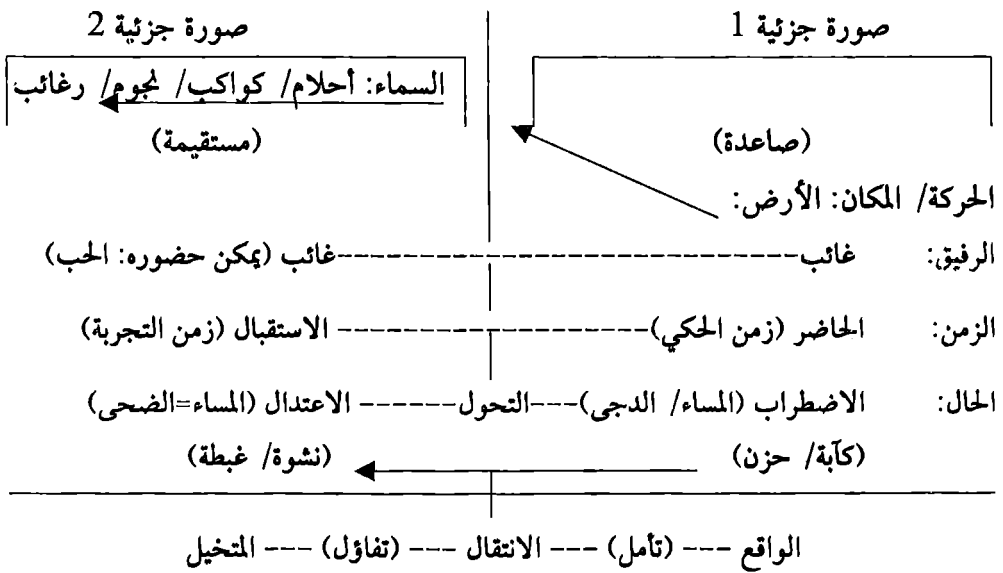 صورة جزئية 1 صورة جزئية 2
السماء: أحلام/ كواكب/ نجوم/ رغائب
(صاعدة) (مستقيمة)
الحركة/ المكان: الأرض:
الرفيق: غائب--------------------غائب (يمكن حضوره: الحب)
الزمن: الحاضر (زمن الحكي)------------------ الاستقبال (زمن التجربة)
الحال: الاضطراب (المساء/ الدجى)---التحول------ الاعتدال (المساء=الضحى)
(كآبة/ حزن) (نشوة/ غبطة)
الواقع --- (تأمل) --- الانتقال --- (تفاؤل) --- المتخيل